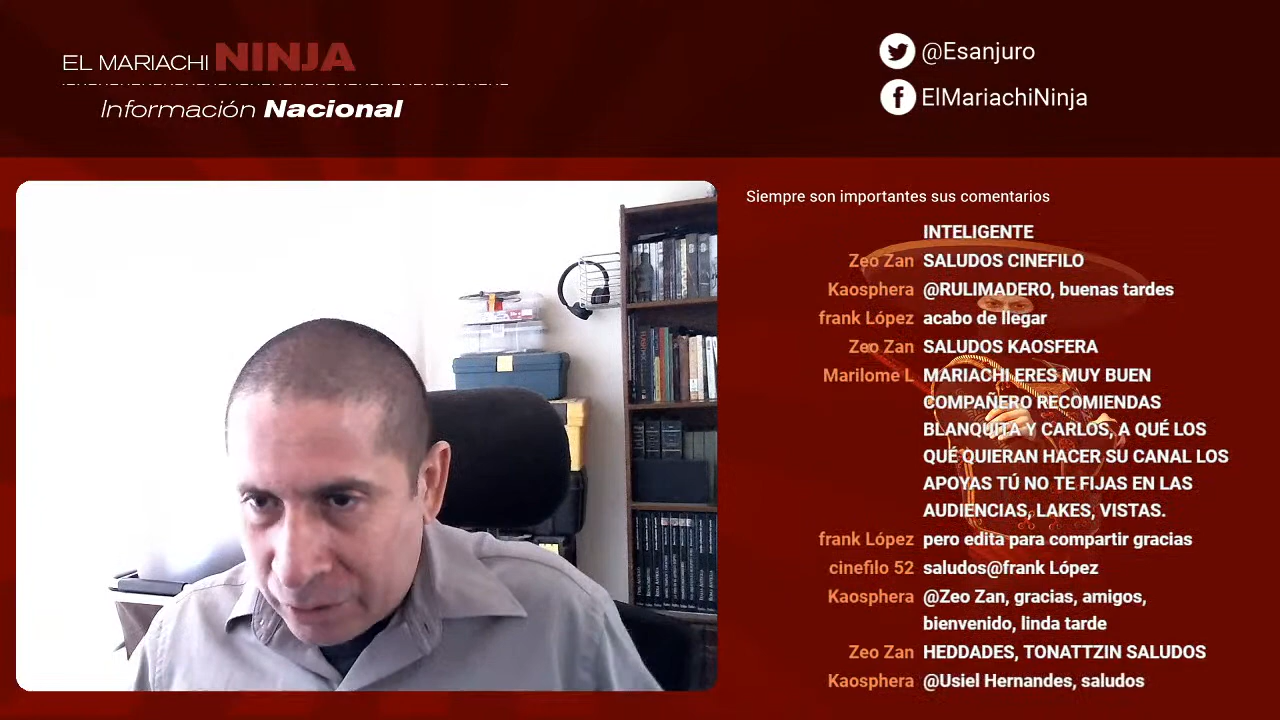 EL MARIACHI NINJA
Información Nacional
@Esanjuro
ElMariachiNinja
Siempre son importantes sus comentarios
INTELIGENTE
Zeo Zan SALUDOS CINEFILO
Kaosphera @RULIMADERO, buenas tardes
frank López acabo de llegar
Zeo Zan SALUDOS KAOSFERA
Marilome L MARIACHI ERES MUY BUEN
COMPAÑERO RECOMIENDAS
BLANQUITA Y CARLOS, A QUÉ LOS
QUÉ QUIERAN HACER SU CANAL LOS
APOYAS TÚ NO TE FIJAS EN LAS
AUDIENCIAS, LAKES, VISTAS.
frank López pero edita para compartir gracias
cinefilo 52 saludos@frank López
Kaosphera @Zeo Zan, gracias, amigos,
bienvenido, linda tarde
Zeo Zan HEDDADES, TONATTZIN SALUDOS
Kaosphera @Usiel Hernandes, saludos